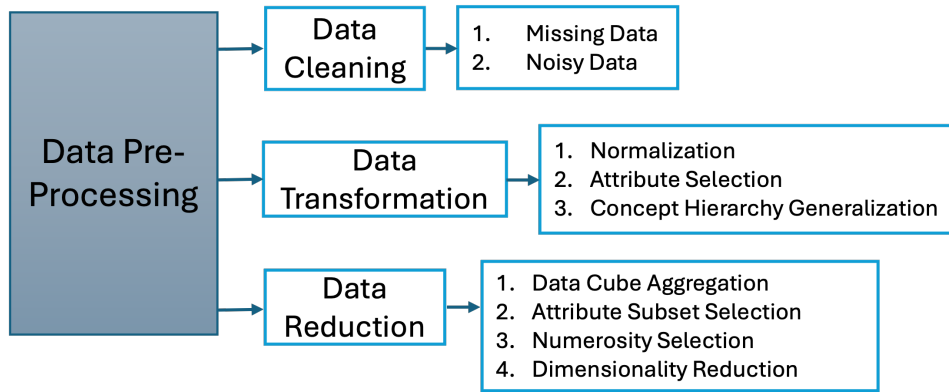 Data Pre-
Processing
Data
Cleaning
1. Missing Data
2. Noisy Data
Data
Transformation
1. Normalization
2. Attribute Selection
3. Concept Hierarchy Generalization
Data
Reduction
1. Data Cube Aggregation
2. Attribute Subset Selection
3. Numerosity Selection
4. Dimensionality Reduction